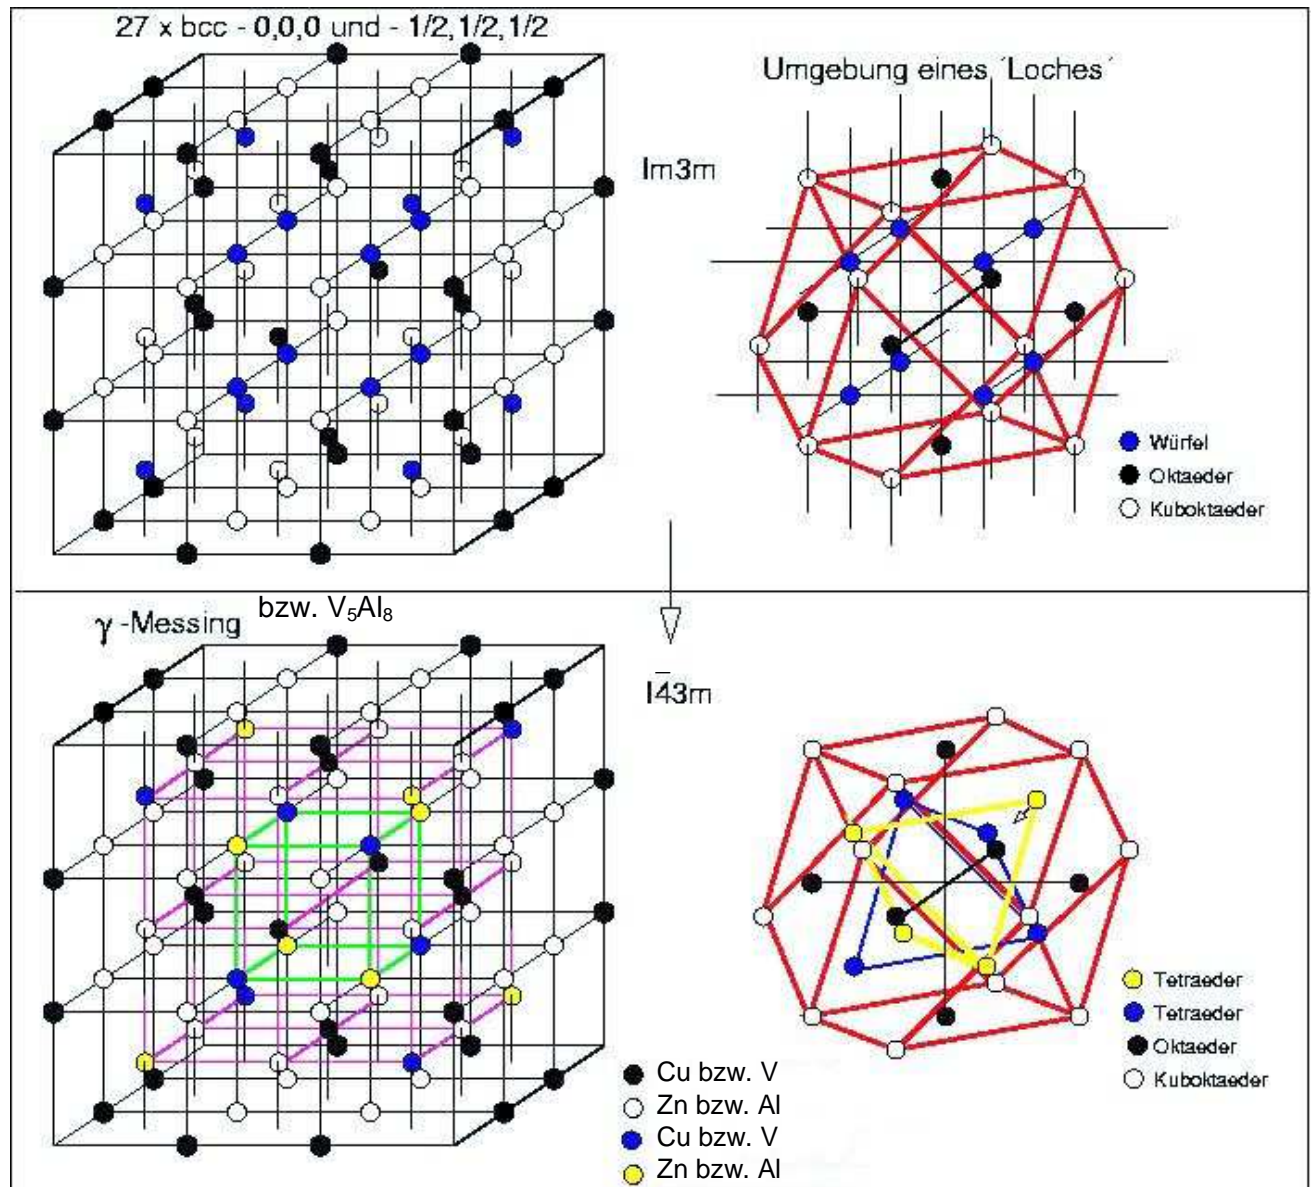 27 x bcc - 0,0,0 und - 1/2,1/2,1/2
Umgebung eines ´Loches´
Im3m
Würfel
Oktaeder
Kuboktaeder
γ -Messing bzw. V₅Al₈
I4̅3m
Tetraeder
Tetraeder
Oktaeder
Kuboktaeder
Cu bzw. V
Zn bzw. Al
Cu bzw. V
Zn bzw. Al